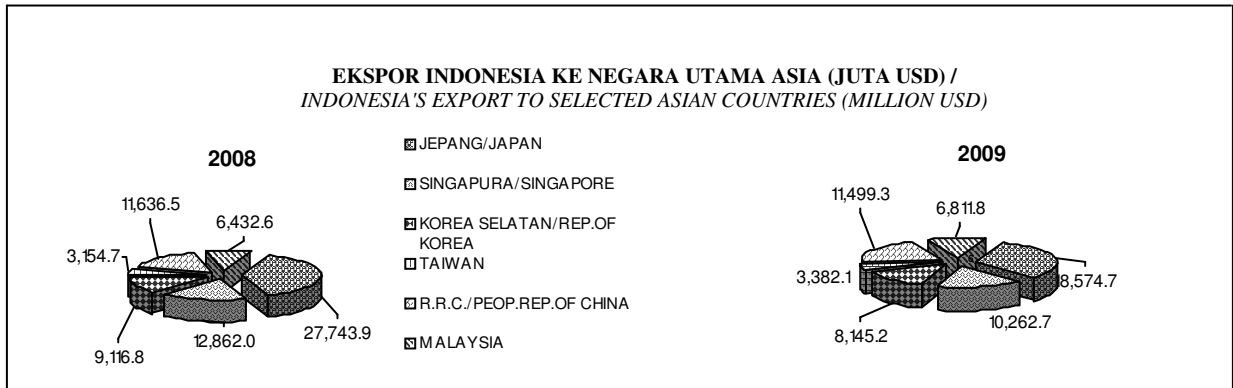 EKSPOR INDONESIA KE NEGARA UTAMA ASIA (JUTA USD) /
INDONESIA'S EXPORT TO SELECTED ASIAN COUNTRIES (MILLION USD)
2008
11,636.5
6,432.6
3,154.7
9,116.8
12,862.0
27,743.9
JEPANG/JAPAN
SINGAPURA/SINGAPORE
KOREA SELATAN/REP.OF
KOREA
TAIWAN
R.R.C./PEOP.REP.OF CHINA
MALAYSIA
2009
11,499.3
6,811.8
3,382.1
8,574.7
8,145.2
10,262.7